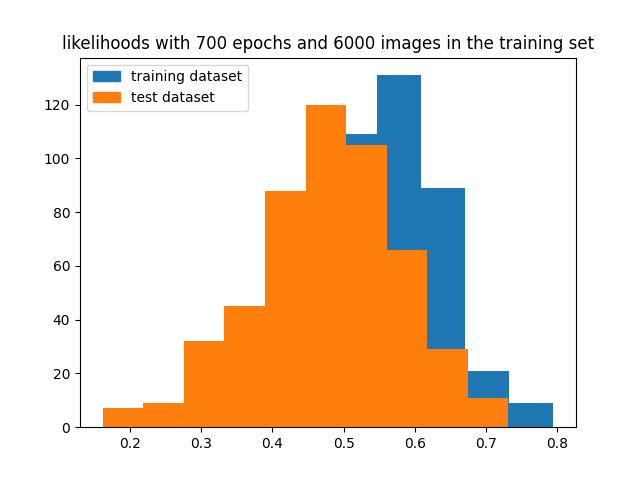 likelihoods with 700 epochs and 6000 images in the training set
training dataset
test dataset
120
100
80
60
40
20
0
0.2 0.3 0.4 0.5 0.6 0.7 0.8